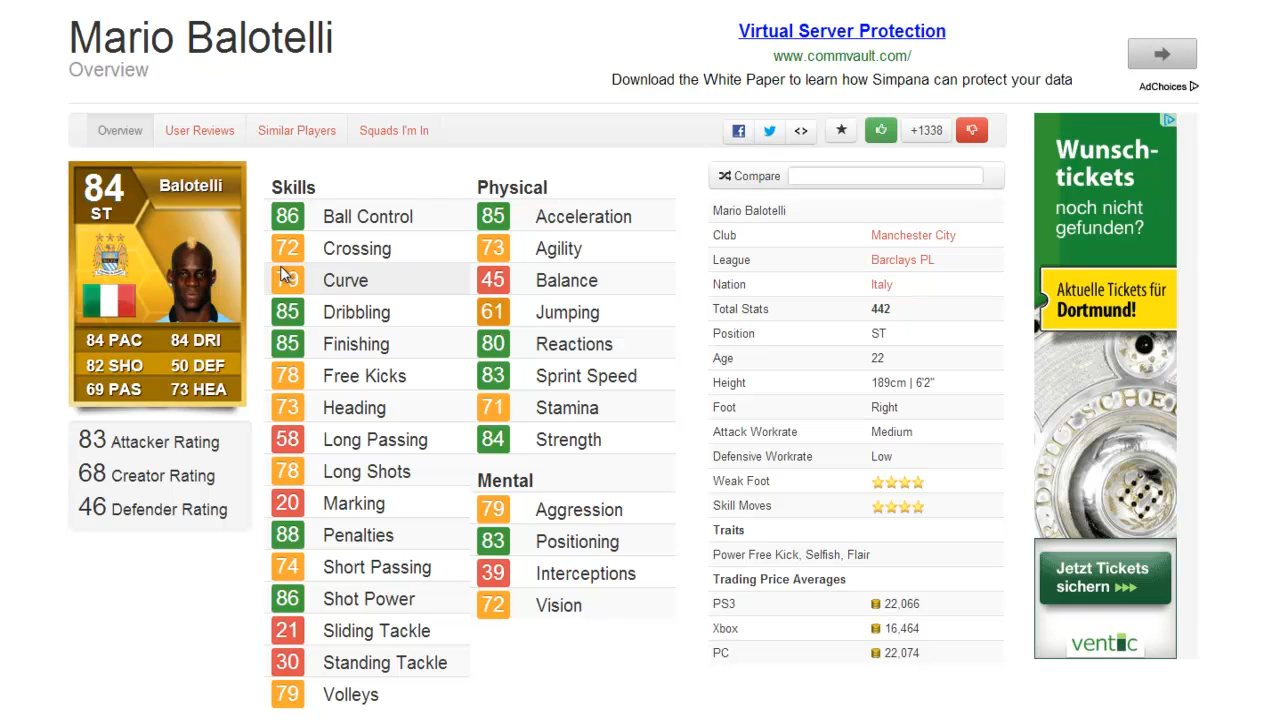 Mario Balotelli
Overview
Virtual Server Protection
www.commvault.com/
Download the White Paper to learn how Simpana can protect your data
AdChoices
Overview User Reviews Similar Players Squads I'm In
+1338
84 Balotelli
ST
84 PAC 84 DRI
82 SHO 50 DEF
69 PAS 73 HEA
83 Attacker Rating
68 Creator Rating
46 Defender Rating
Skills
86 Ball Control
72 Crossing
Curve
85 Dribbling
85 Finishing
78 Free Kicks
73 Heading
58 Long Passing
78 Long Shots
20 Marking
88 Penalties
74 Short Passing
86 Shot Power
21 Sliding Tackle
30 Standing Tackle
79 Volleys
Physical
85 Acceleration
73 Agility
45 Balance
61 Jumping
80 Reactions
83 Sprint Speed
71 Stamina
84 Strength
Mental
79 Aggression
83 Positioning
39 Interceptions
72 Vision
Compare
Mario Balotelli
Club Manchester City
League Barclays PL
Nation Italy
Total Stats 442
Position ST
Age 22
Height 189cm | 6'2"
Foot Right
Attack Workrate Medium
Defensive Workrate Low
Weak Foot
Skill Moves
Traits
Power Free Kick, Selfish, Flair
Trading Price Averages
PS3 22,066
Xbox 16,464
PC 22,074
Wunsch-
tickets
noch nicht
gefunden?
Aktuelle Tickets für
Dortmund!
Jetzt Tickets
sichern
ventic